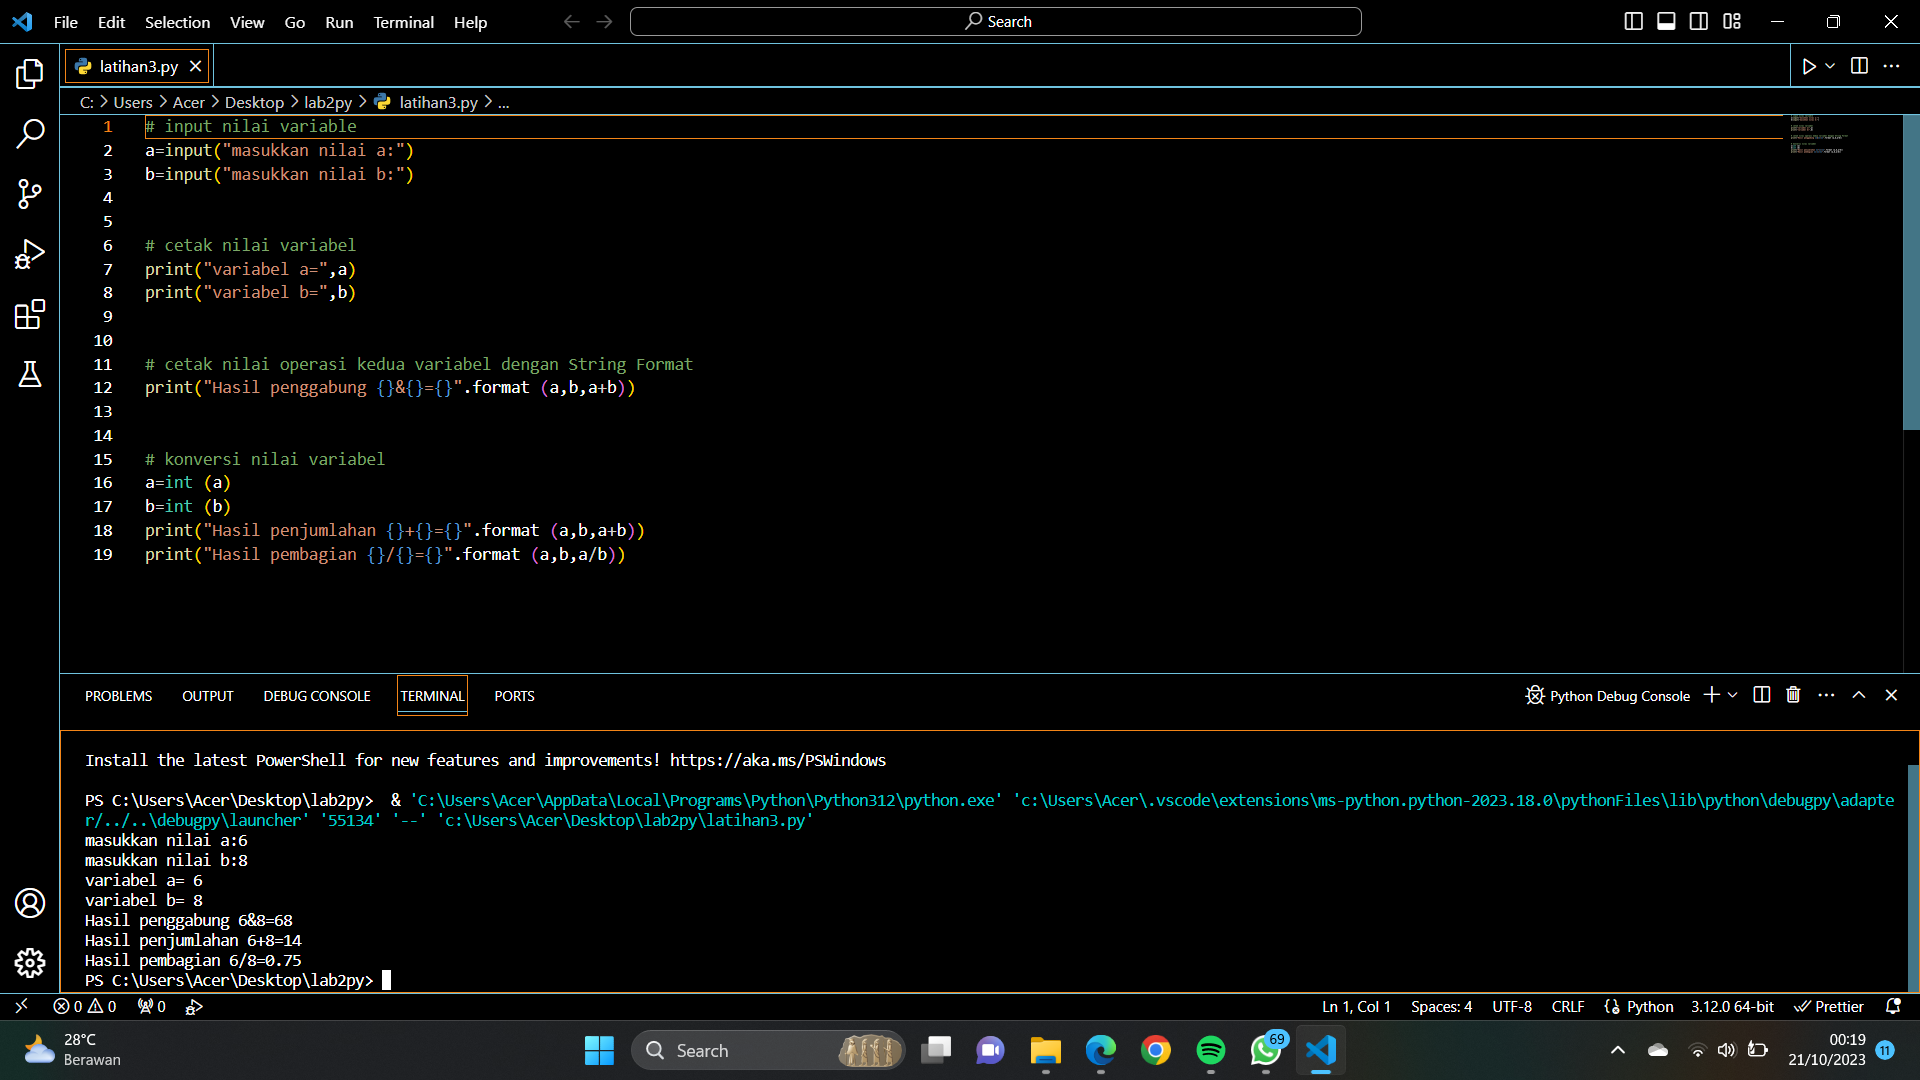 File Edit Selection View Go Run Terminal Help
Search
latihan3.py
C: > Users > Acer > Desktop > lab2py > latihan3.py > ...
1 # input nilai variable
2 a=input("masukkan nilai a:")
3 b=input("masukkan nilai b:")
4
5
6 # cetak nilai variabel
7 print("variabel a=",a)
8 print("variabel b=",b)
9
10
11 # cetak nilai operasi kedua variabel dengan String Format
12 print("Hasil penggabung {}&{}={}".format (a,b,a+b))
13
14
15 # konversi nilai variabel
16 a=int (a)
17 b=int (b)
18 print("Hasil penjumlahan {}+{}={}".format (a,b,a+b))
19 print("Hasil pembagian {}/{}={}".format (a,b,a/b))
PROBLEMS OUTPUT DEBUG CONSOLE TERMINAL PORTS
Python Debug Console
Install the latest PowerShell for new features and improvements! https://aka.ms/PSWindows
PS C:\Users\Acer\Desktop\lab2py>  & 'C:\Users\Acer\AppData\Local\Programs\Python\Python312\python.exe' 'c:\Users\Acer\.vscode\extensions\ms-python.python-2023.18.0\pythonFiles\lib\python\debugpy\adapte
r/../..\debugpy\launcher' '55134' '--' 'c:\Users\Acer\Desktop\lab2py\latihan3.py'
masukkan nilai a:6
masukkan nilai b:8
variabel a= 6
variabel b= 8
Hasil penggabung 6&8=68
Hasil penjumlahan 6+8=14
Hasil pembagian 6/8=0.75
PS C:\Users\Acer\Desktop\lab2py>
0 0 0
Ln 1, Col 1 Spaces: 4 UTF-8 CRLF Python 3.12.0 64-bit Prettier
28°C
Berawan
Search
69
00:19
21/10/2023
11